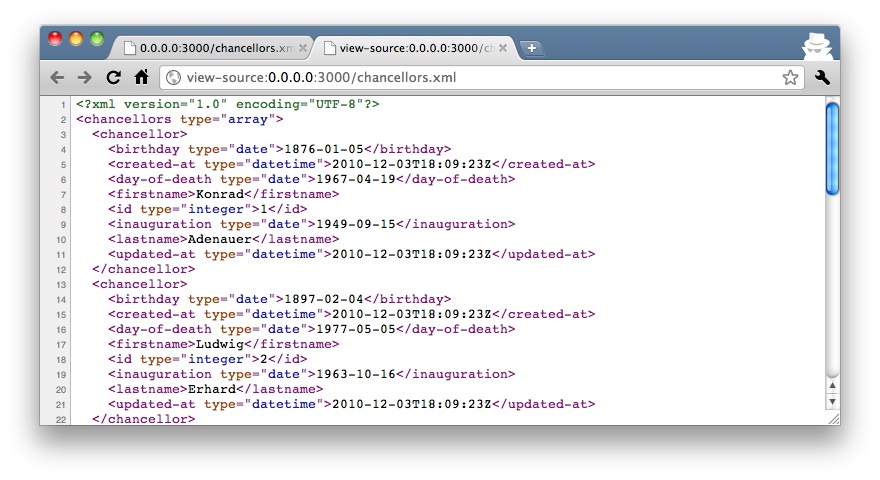 0.0.0.0:3000/chancellors.xm
view-source:0.0.0.0:3000/ch
view-source:0.0.0.0:3000/chancellors.xml
1 <?xml version="1.0" encoding="UTF-8"?>
2 <chancellors type="array">
3 <chancellor>
4 <birthday type="date">1876-01-05</birthday>
5 <created-at type="datetime">2010-12-03T18:09:23Z</created-at>
6 <day-of-death type="date">1967-04-19</day-of-death>
7 <firstname>Konrad</firstname>
8 <id type="integer">1</id>
9 <inauguration type="date">1949-09-15</inauguration>
10 <lastname>Adenauer</lastname>
11 <updated-at type="datetime">2010-12-03T18:09:23Z</updated-at>
12 </chancellor>
13 <chancellor>
14 <birthday type="date">1897-02-04</birthday>
15 <created-at type="datetime">2010-12-03T18:09:23Z</created-at>
16 <day-of-death type="date">1977-05-05</day-of-death>
17 <firstname>Ludwig</firstname>
18 <id type="integer">2</id>
19 <inauguration type="date">1963-10-16</inauguration>
20 <lastname>Erhard</lastname>
21 <updated-at type="datetime">2010-12-03T18:09:23Z</updated-at>
22 </chancellor>